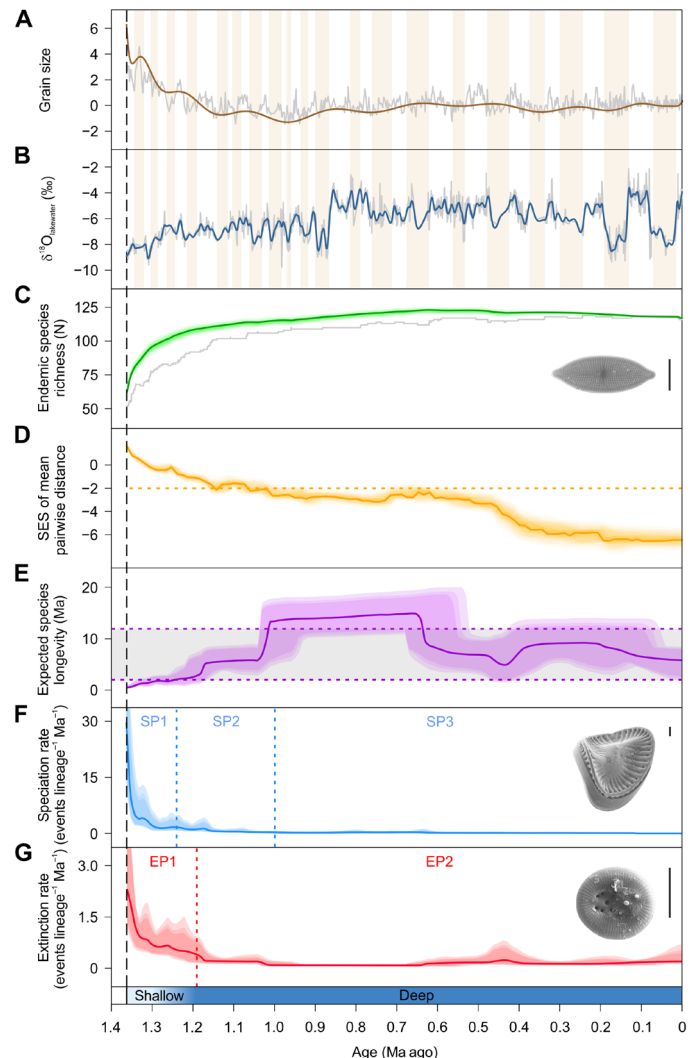 A
Grain size
6
4
2
0
−2
B
δ⁻¹⁸Olakewater (‰)
−2
−4
−6
−8
−10
C
Endemic species
richness (N)
125
100
75
50
D
SES of mean
pairwise distance
0
−2
−4
−6
E
Expected species
longevity (Ma)
20
10
0
F
Speciation rate
(events lineage⁻¹ Ma⁻¹)
30
15
0
SP1 SP2 SP3
G
Extinction rate
(events lineage⁻¹ Ma⁻¹)
3.0
1.5
0
EP1 EP2
Shallow Deep
1.4 1.3 1.2 1.1 1.0 0.9 0.8 0.7 0.6 0.5 0.4 0.3 0.2 0.1 0
Age (Ma ago)